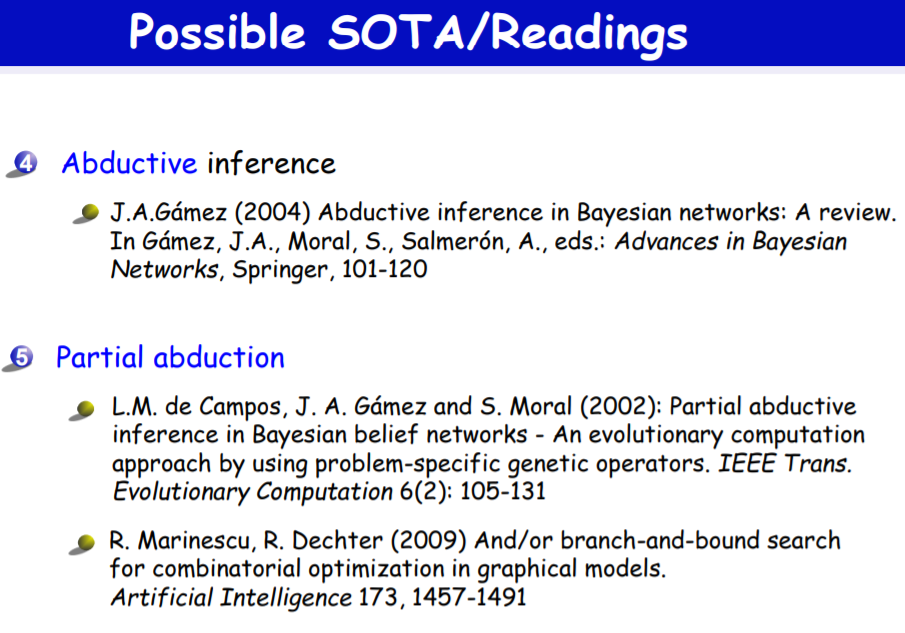 Possible SOTA/Readings
4 Abductive inference
J.A.Gámez (2004) Abductive inference in Bayesian networks: A review.
In Gámez, J.A., Moral, S., Salmerón, A., eds.: Advances in Bayesian
Networks, Springer, 101-120
5 Partial abduction
L.M. de Campos, J. A. Gámez and S. Moral (2002): Partial abductive
inference in Bayesian belief networks - An evolutionary computation
approach by using problem-specific genetic operators. IEEE Trans.
Evolutionary Computation 6(2): 105-131
R. Marinescu, R. Dechter (2009) And/or branch-and-bound search
for combinatorial optimization in graphical models.
Artificial Intelligence 173, 1457-1491